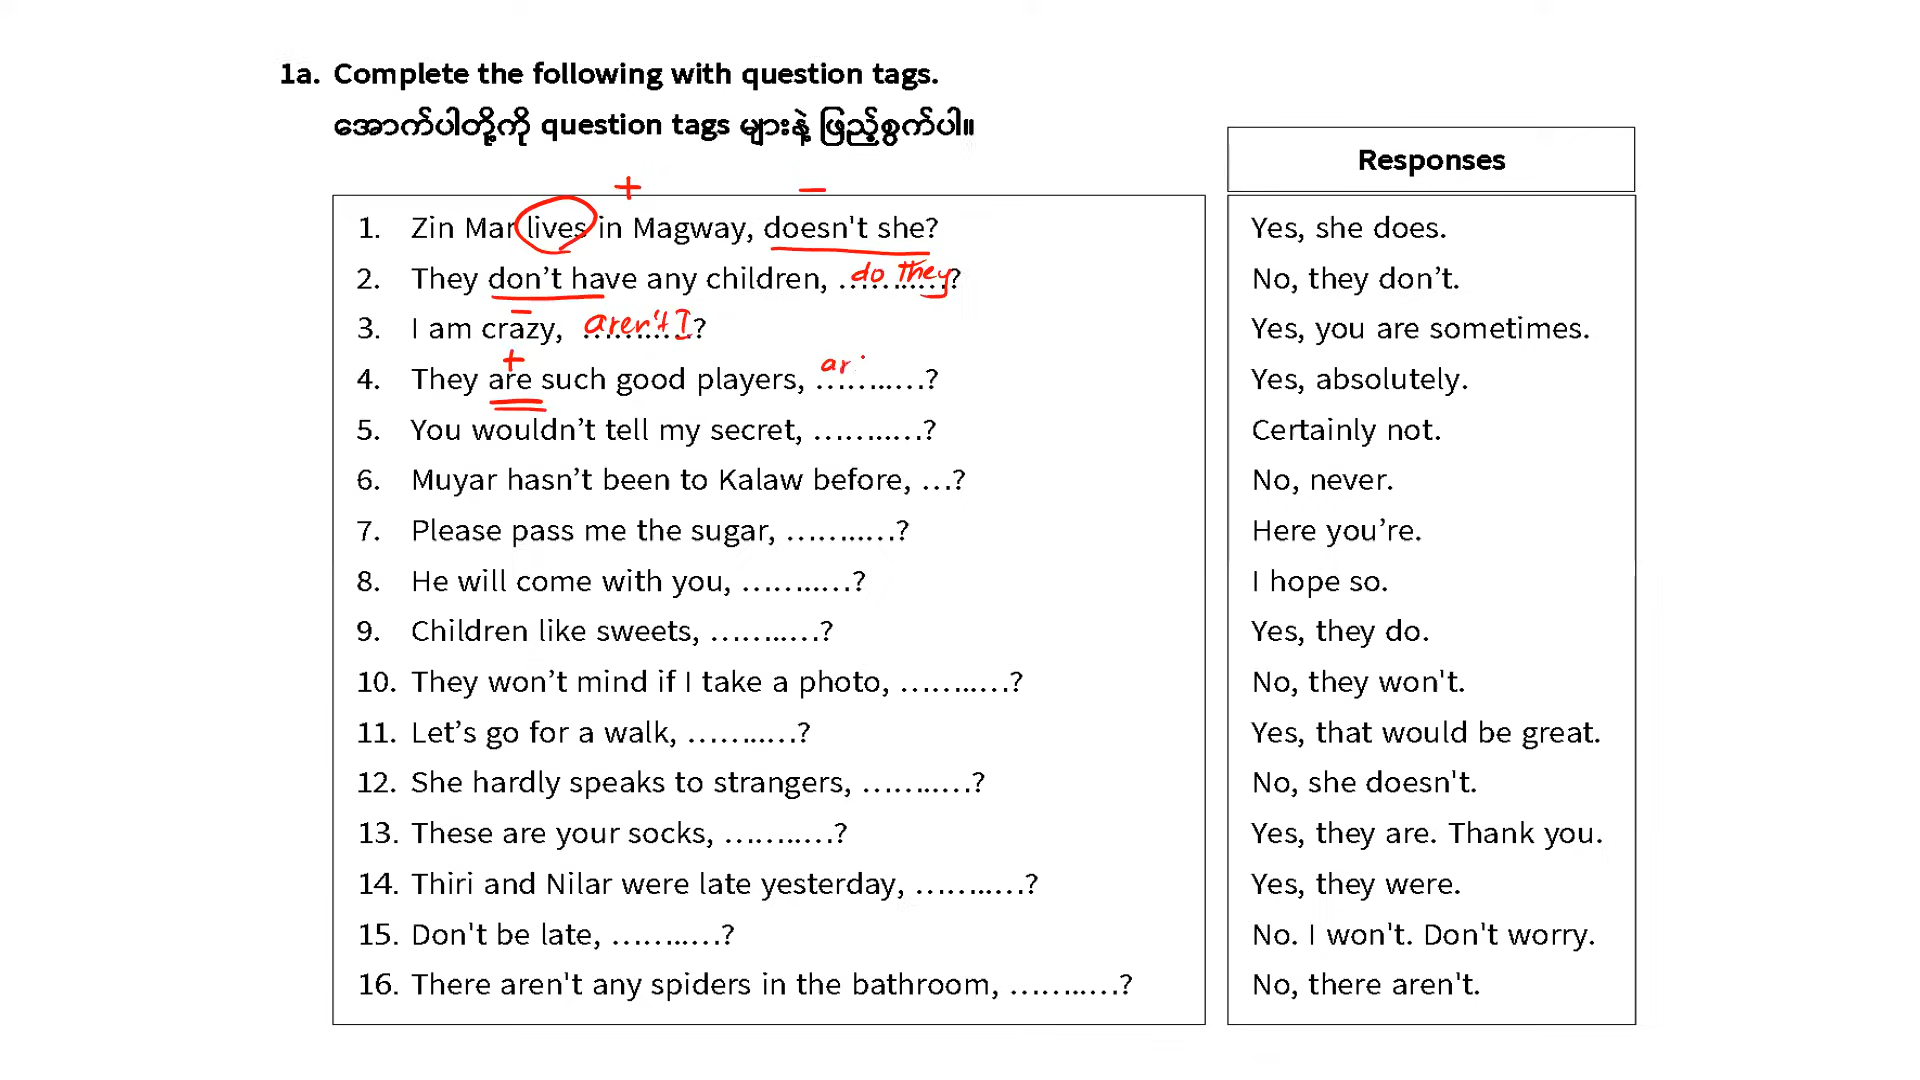 1a. Complete the following with question tags.
အောက်ပါတို့ကို question tags များနဲ့ ဖြည့်စွက်ပါ။
Responses
+ −
1. Zin Mar lives in Magway, doesn't she? Yes, she does.
2. They don't have any children, ……..…? do they No, they don't.
−
3. I am crazy, ……..…? aren't I Yes, you are sometimes.
+
4. They are such good players, ……..…? ar Yes, absolutely.
5. You wouldn't tell my secret, ……..…? Certainly not.
6. Muyar hasn't been to Kalaw before, …? No, never.
7. Please pass me the sugar, ……..…? Here you're.
8. He will come with you, ……..…? I hope so.
9. Children like sweets, ……..…? Yes, they do.
10. They won't mind if I take a photo, ……..…? No, they won't.
11. Let's go for a walk, ……..…? Yes, that would be great.
12. She hardly speaks to strangers, ……..…? No, she doesn't.
13. These are your socks, ……..…? Yes, they are. Thank you.
14. Thiri and Nilar were late yesterday, ……..…? Yes, they were.
15. Don't be late, ……..…? No. I won't. Don't worry.
16. There aren't any spiders in the bathroom, ……..…? No, there aren't.